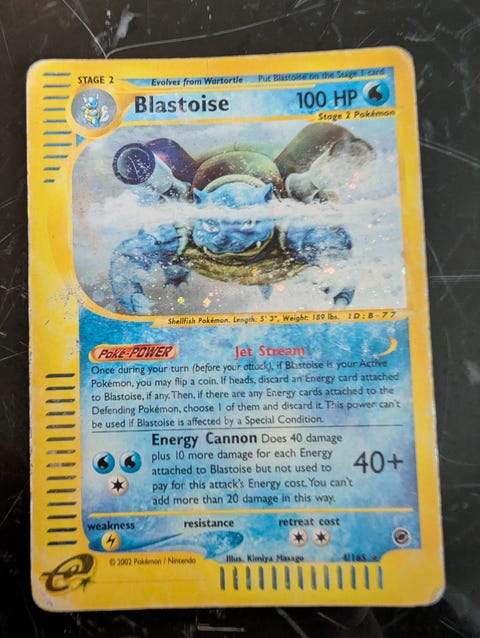 STAGE 2 Evolves from Wartortle Put Blastoise on the Stage 1 card
Blastoise 100 HP
Stage 2 Pokémon
Shellfish Pokémon. Length: 5' 3", Weight: 189 lbs. ID: B-77
Poké-POWER Jet Stream
Once during your turn (before your attack), if Blastoise is your Active
Pokémon, you may flip a coin. If heads, discard an Energy card attached
to Blastoise, if any. Then, if there are any Energy cards attached to the
Defending Pokémon, choose 1 of them and discard it. This power can't
be used if Blastoise is affected by a Special Condition.
Energy Cannon Does 40 damage
plus 10 more damage for each Energy
attached to Blastoise but not used to
pay for this attack's Energy cost. You can't
add more than 20 damage in this way.
40+
weakness resistance retreat cost
© 2002 Pokémon / Nintendo Illus. Kimiya Masago 4/165
e